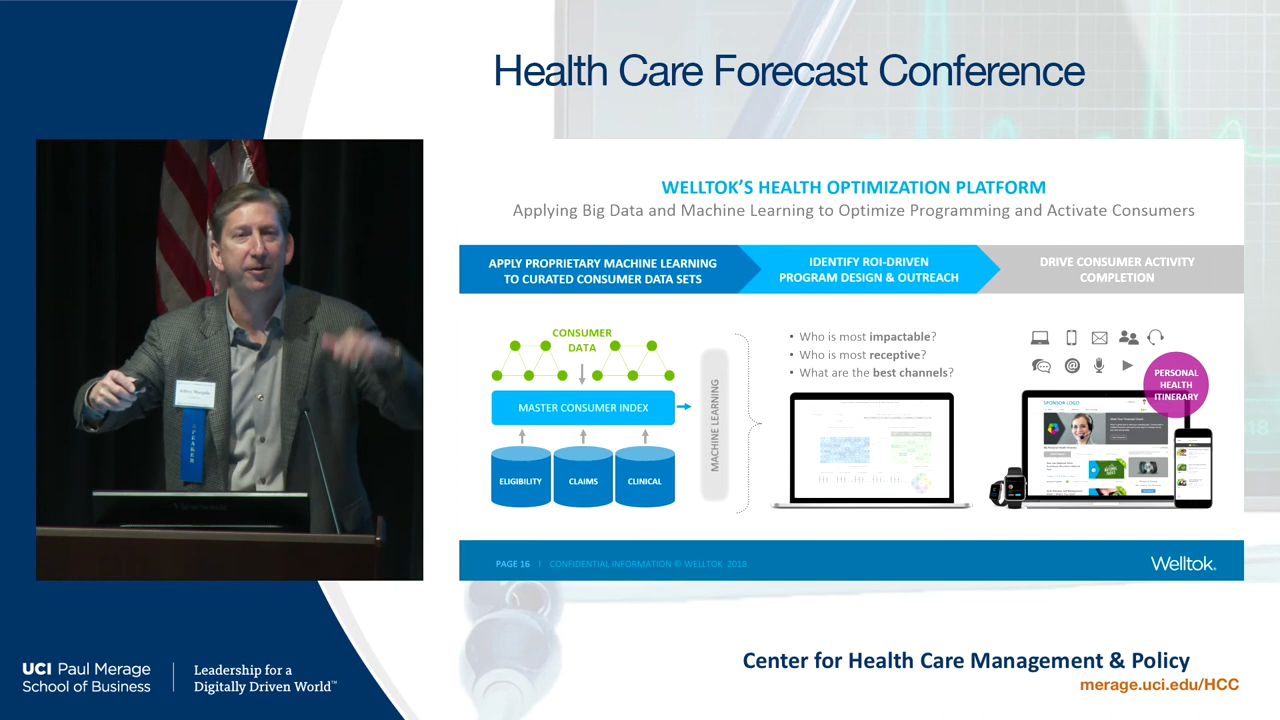 Health Care Forecast Conference
WELLTOK'S HEALTH OPTIMIZATION PLATFORM
Applying Big Data and Machine Learning to Optimize Programming and Activate Consumers
APPLY PROPRIETARY MACHINE LEARNING
TO CURATED CONSUMER DATA SETS
IDENTIFY ROI-DRIVEN
PROGRAM DESIGN & OUTREACH
DRIVE CONSUMER ACTIVITY
COMPLETION
CONSUMER
DATA
MASTER CONSUMER INDEX
ELIGIBILITY
CLAIMS
CLINICAL
MACHINE LEARNING
• Who is most impactable?
• Who is most receptive?
• What are the best channels?
PERSONAL
HEALTH
ITINERARY
SPONSOR LOGO
SPEAKER
PAGE 16 | CONFIDENTIAL INFORMATION © WELLTOK 2018
Welltok.
UCI Paul Merage
School of Business
Leadership for a
Digitally Driven World™
Center for Health Care Management & Policy
merage.uci.edu/HCC